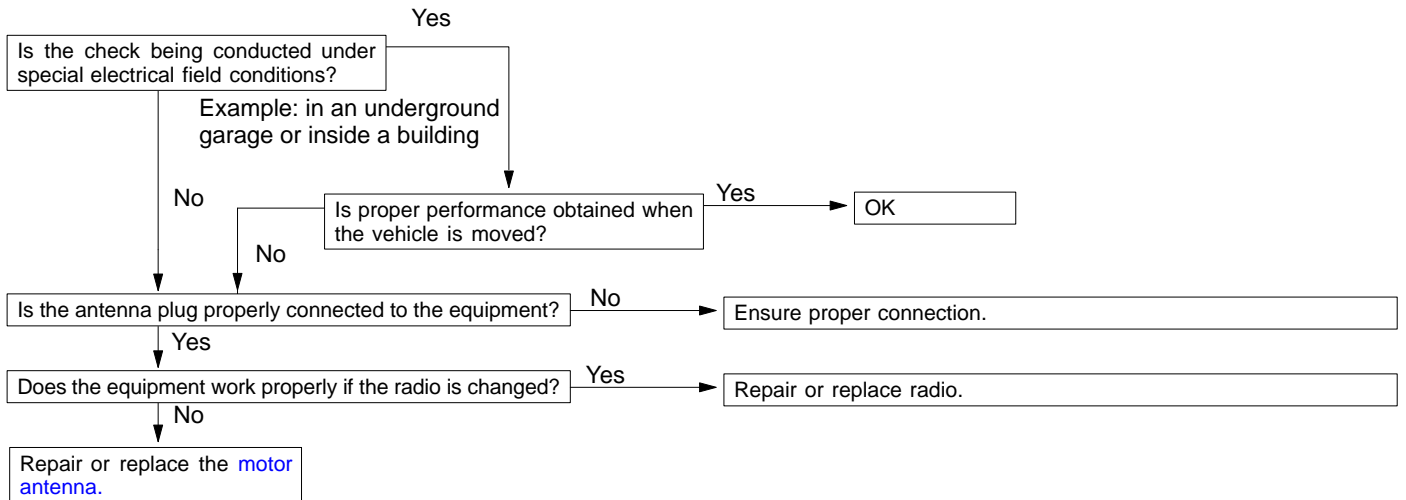 Yes
Is the check being conducted under
special electrical field conditions?
Example: in an underground
garage or inside a building
No
Is proper performance obtained when
the vehicle is moved?
Yes
OK
No
Is the antenna plug properly connected to the equipment?
No
Ensure proper connection.
Yes
Does the equipment work properly if the radio is changed?
Yes
Repair or replace radio.
No
Repair or replace the motor
antenna.